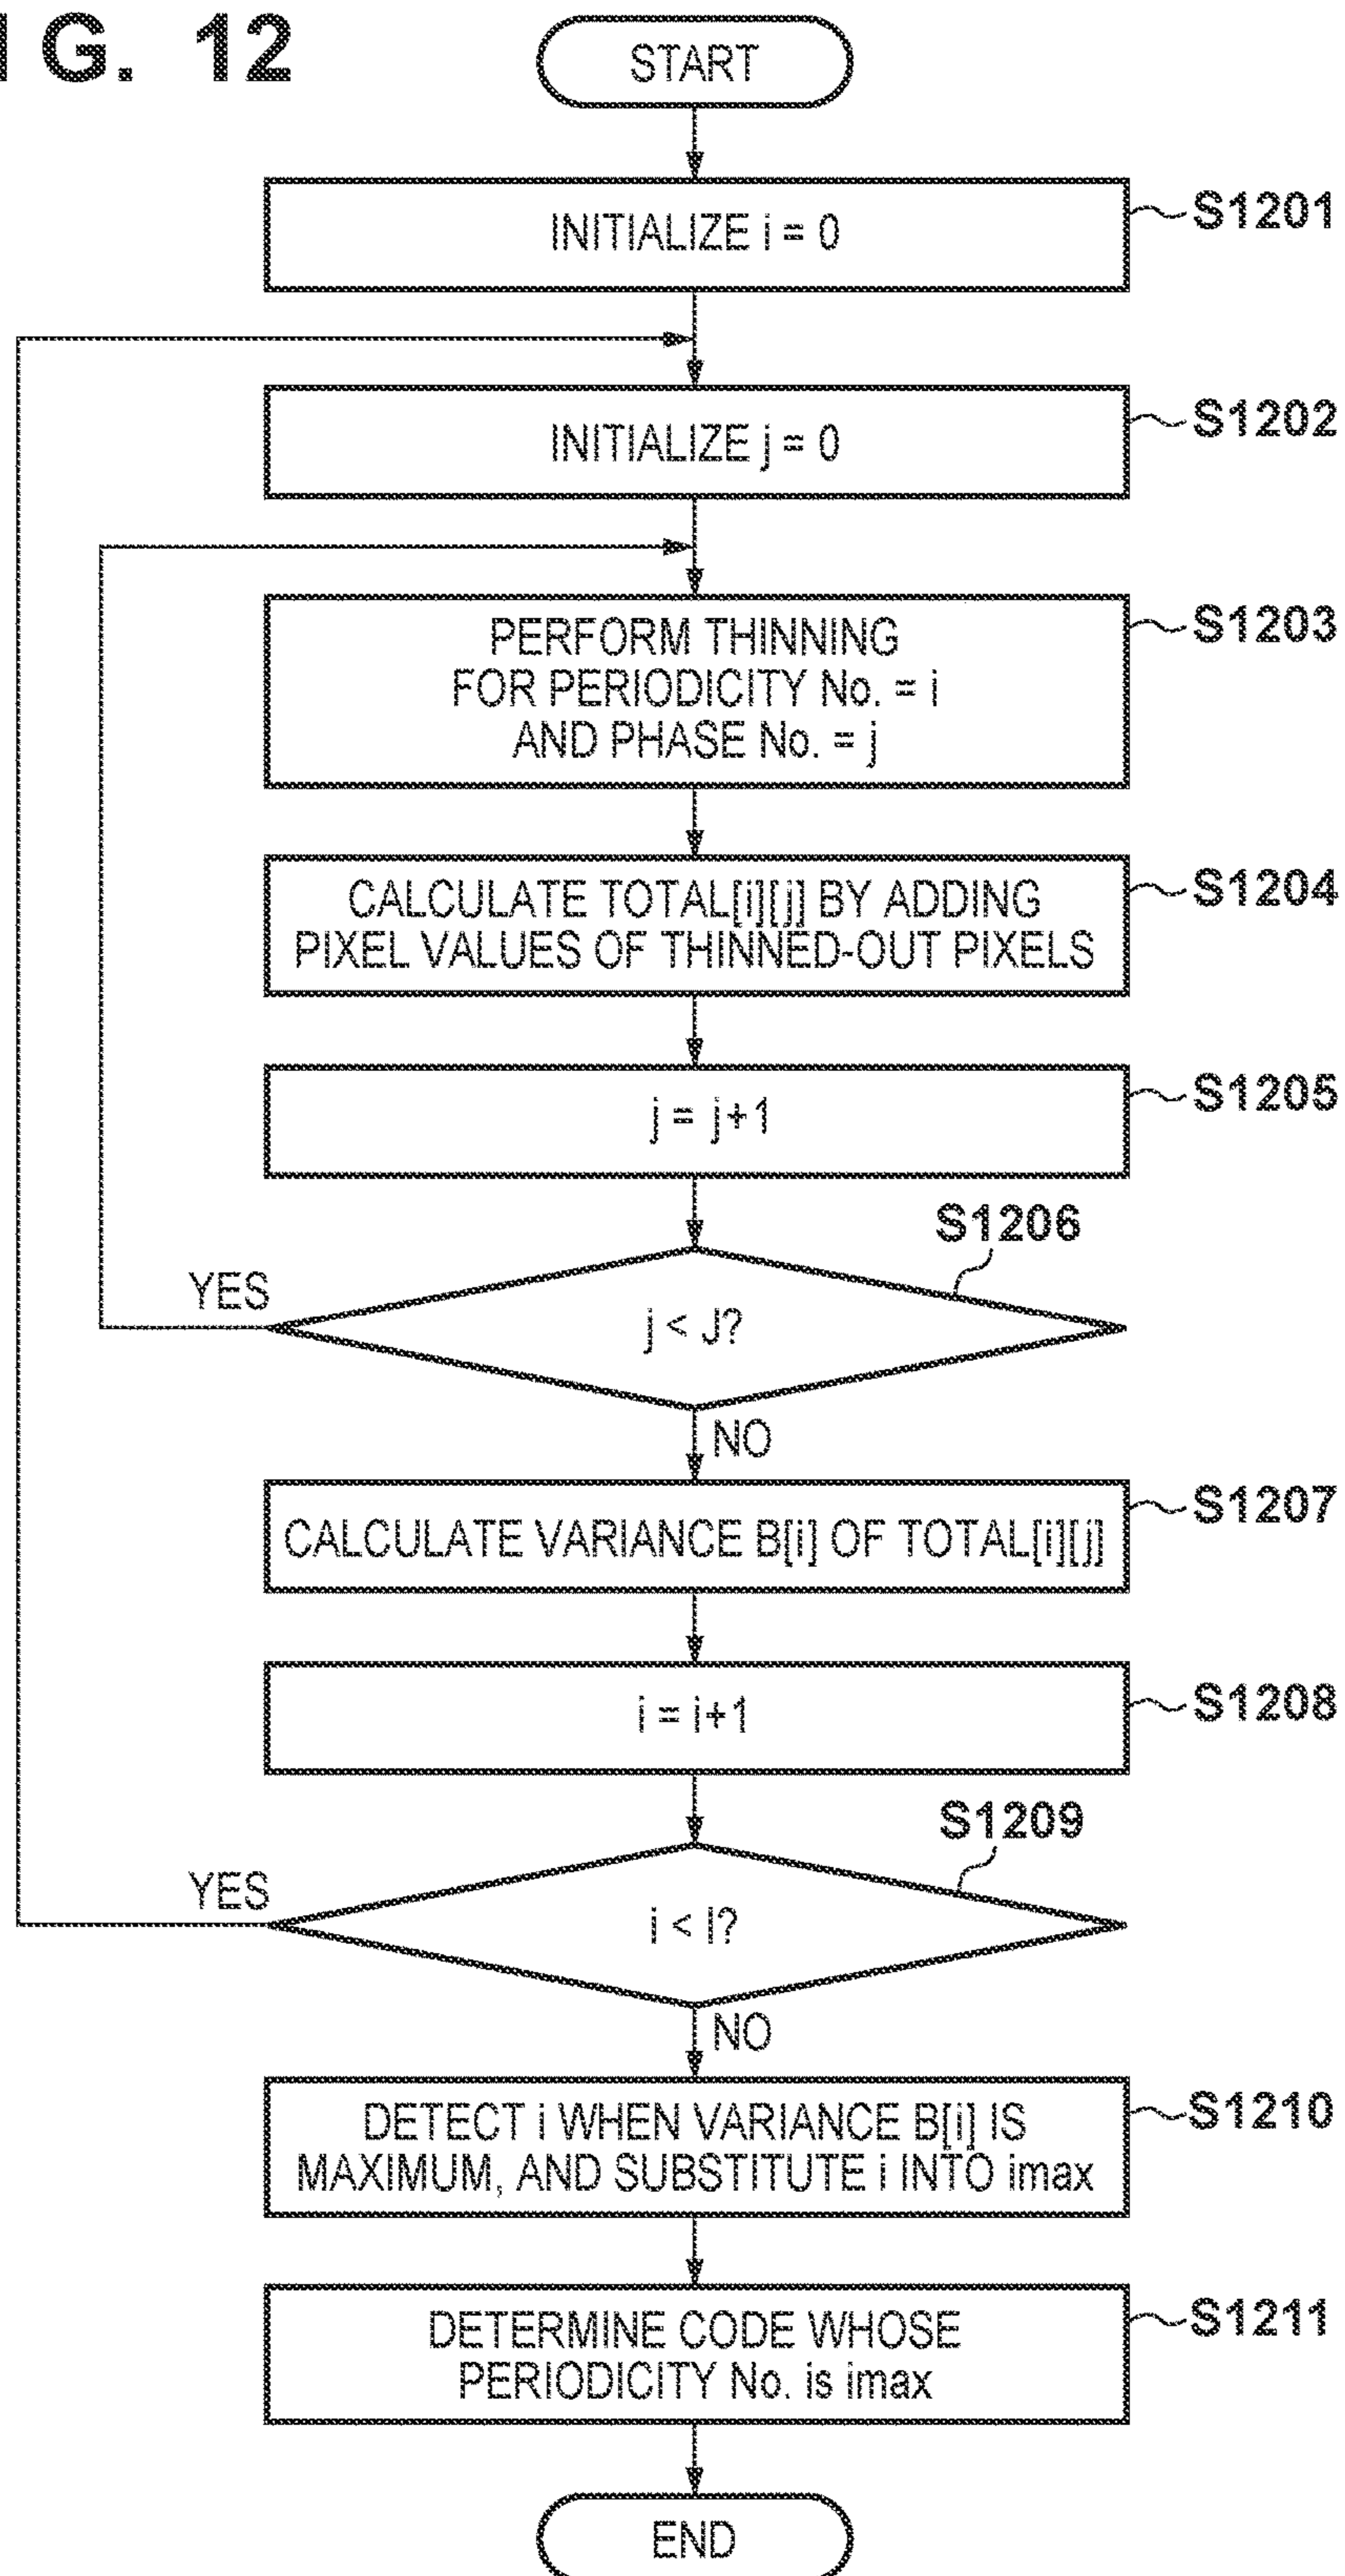 G. 12
START
INITIALIZE i = 0
S1201
INITIALIZE j = 0
S1202
PERFORM THINNING
FOR PERIODICITY No. = i
AND PHASE No. = j
S1203
CALCULATE TOTAL[i][j] BY ADDING
PIXEL VALUES OF THINNED-OUT PIXELS
S1204
j = j+1
S1205
S1206
YES
j < J?
NO
CALCULATE VARIANCE B[i] OF TOTAL[i][j]
S1207
i = i+1
S1208
S1209
YES
i < I?
NO
DETECT i WHEN VARIANCE B[i] IS
MAXIMUM, AND SUBSTITUTE i INTO imax
S1210
DETERMINE CODE WHOSE
PERIODICITY No. is imax
S1211
END